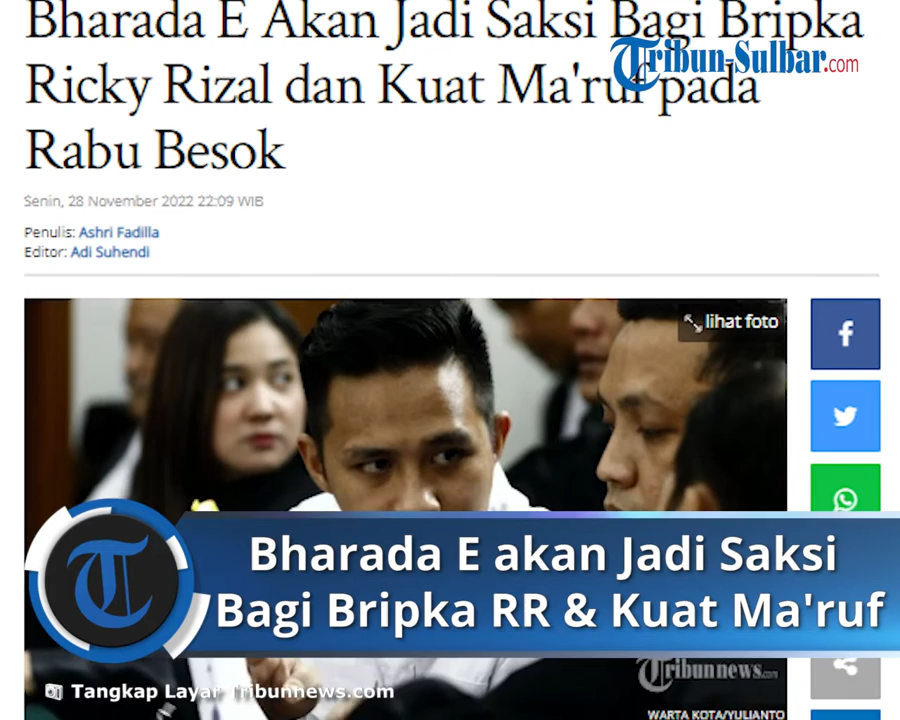 Bharada E Akan Jadi Saksi Bagi Bripka
Tribun-Sulbar.com
Ricky Rizal dan Kuat Ma'ruf pada
Rabu Besok
Senin, 28 November 2022 22:09 WIB
Penulis: Ashri Fadilla
Editor: Adi Suhendi
lihat foto
f
Bharada E akan Jadi Saksi
Bagi Bripka RR & Kuat Ma'ruf
T
Tribunnews.com
Tangkap Layar Tribunnews.com
WARTA KOTA/YULIANTO